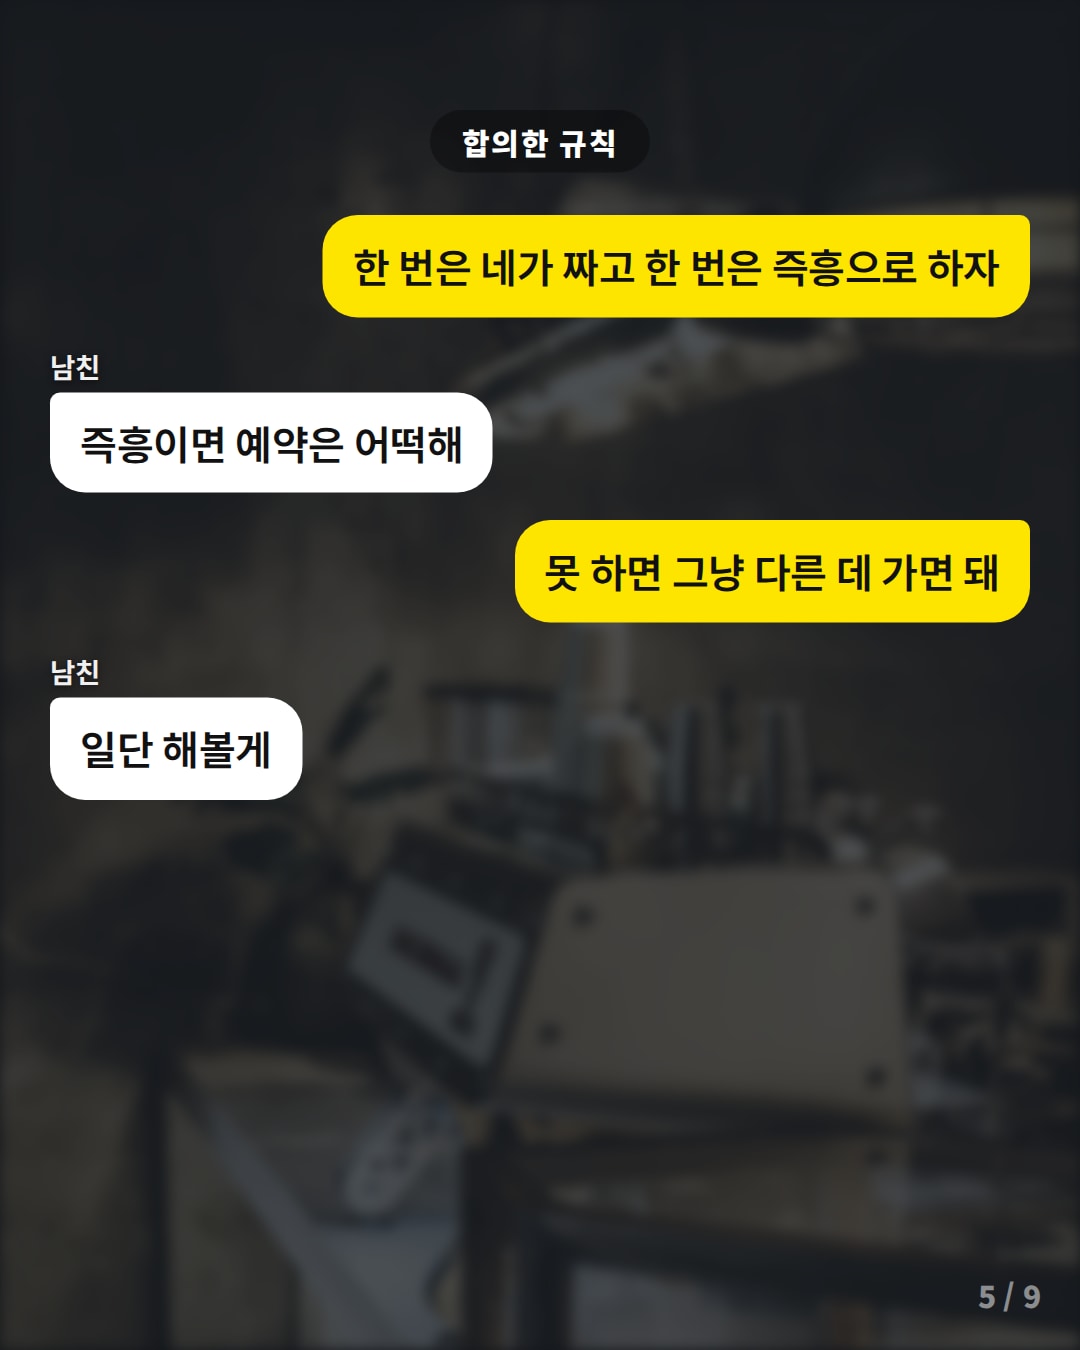 합의한 규칙
한 번은 네가 짜고 한 번은 즉흥으로 하자
남친
즉흥이면 예약은 어떡해
못 하면 그냥 다른 데 가면 돼
남친
일단 해볼게
5 / 9